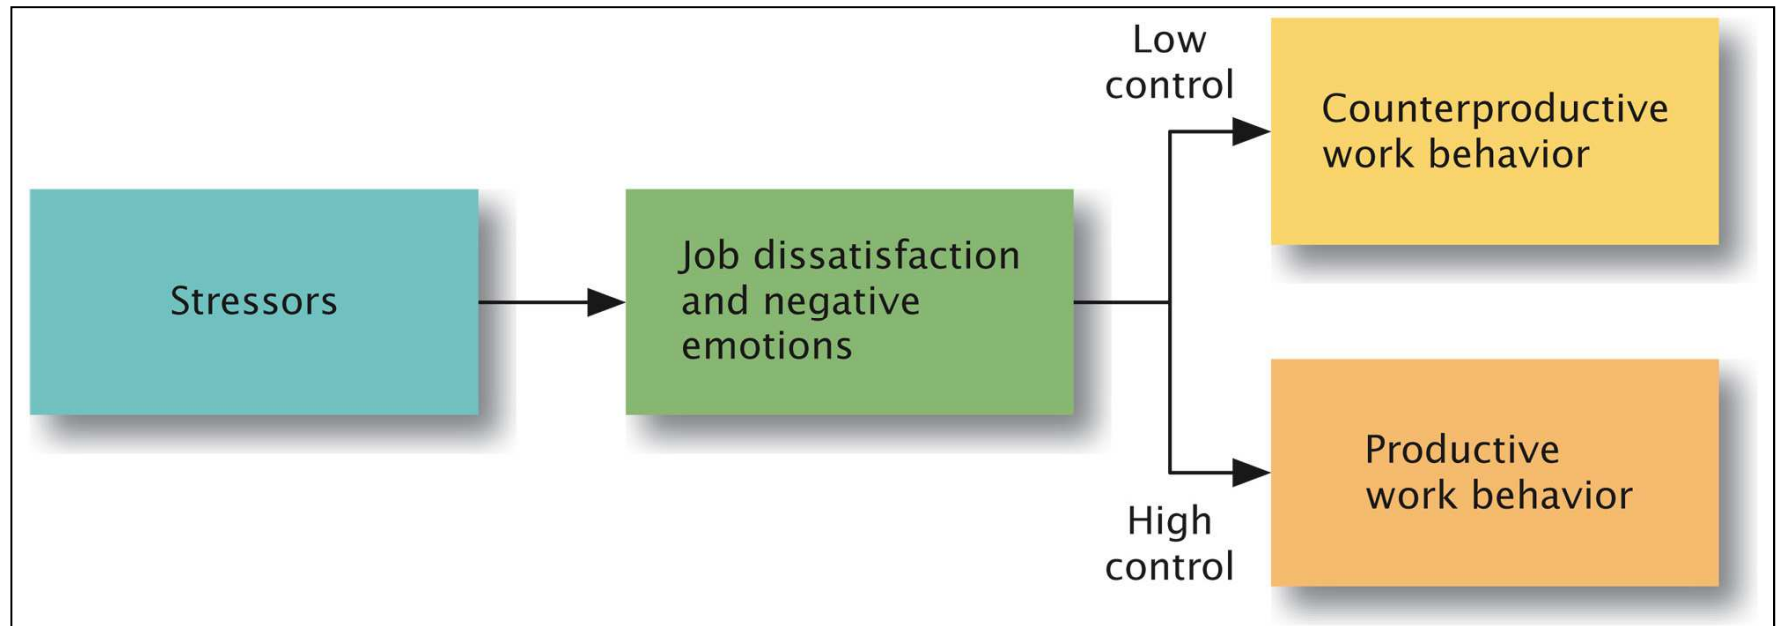 Stressors
Job dissatisfaction
and negative
emotions
Low
control
Counterproductive
work behavior
High
control
Productive
work behavior